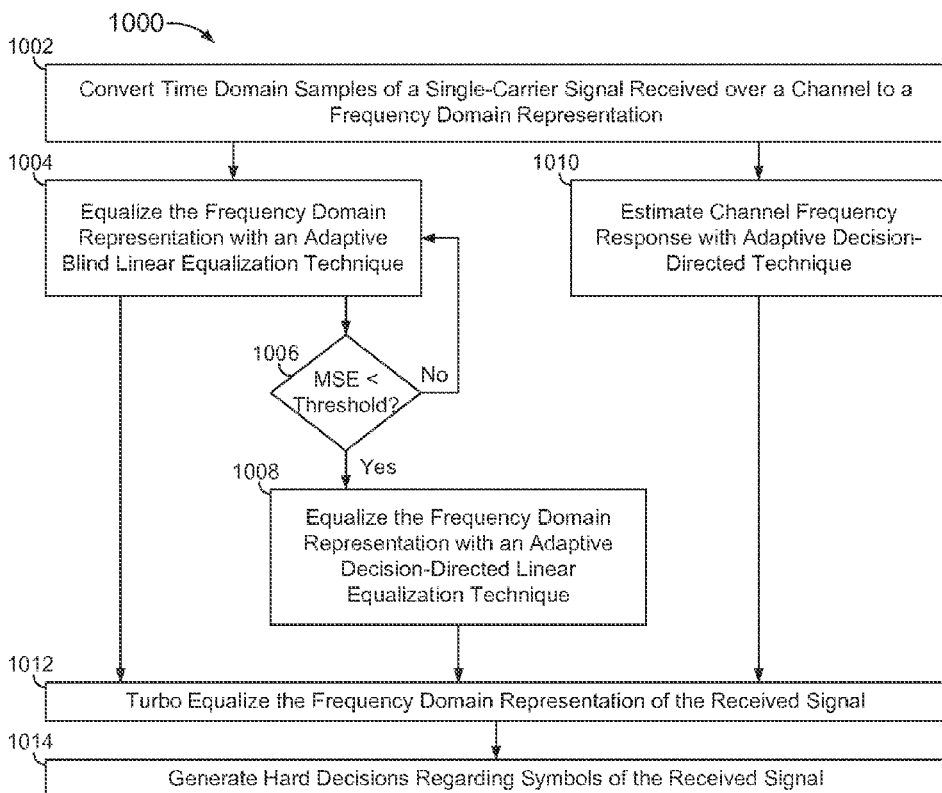 1000
1002
Convert Time Domain Samples of a Single-Carrier Signal Received over a Channel to a
Frequency Domain Representation
1004
Equalize the Frequency Domain
Representation with an Adaptive
Blind Linear Equalization Technique
1010
Estimate Channel Frequency
Response with Adaptive Decision-
Directed Technique
1006
MSE <
Threshold?
No
Yes
1008
Equalize the Frequency Domain
Representation with an Adaptive
Decision-Directed Linear
Equalization Technique
1012
Turbo Equalize the Frequency Domain Representation of the Received Signal
1014
Generate Hard Decisions Regarding Symbols of the Received Signal